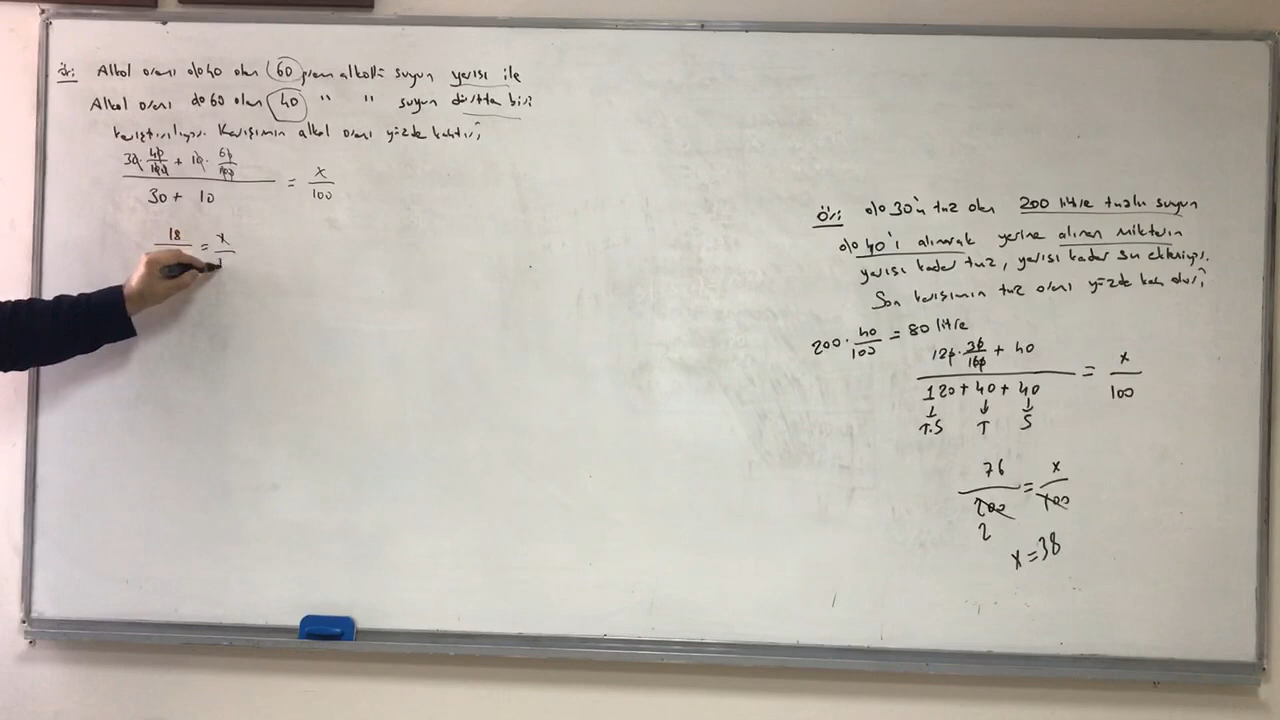 Ör: Alkol oranı %40 olan 60 gram alkollü suyun yarısı ile
Alkol oranı %60 olan 40 " " suyun dörtte biri
karıştırılıyor. Karışımın alkol oranı yüzde kaçtır?
30 · 40/100 + 10 · 60/100
30 + 10
= x/100
18
= x/1
Ör: %30'u tuz olan 200 litre tuzlu suyun
%40'ı alınarak yerine alınan miktarın
yarısı kadar tuz, yarısı kadar su ekleniyor.
Son karışımın tuz oranı yüzde kaç olur?
200 · 40/100 = 80 litre
120 · 30/100 + 40
120 + 40 + 40
= x/100
T.S T S
76/200 = x/100
2
x = 38